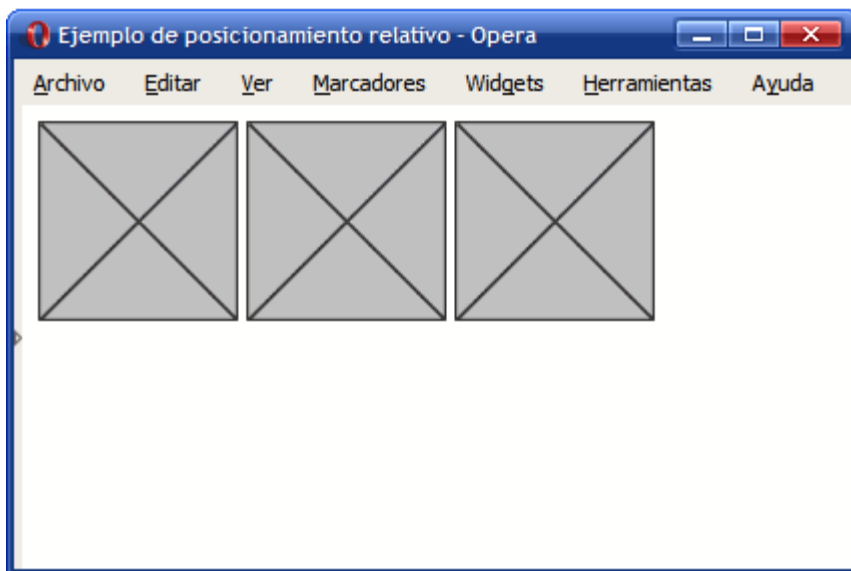 Ejemplo de posicionamiento relativo - Opera
Archivo Editar Ver Marcadores Widgets Herramientas Ayuda